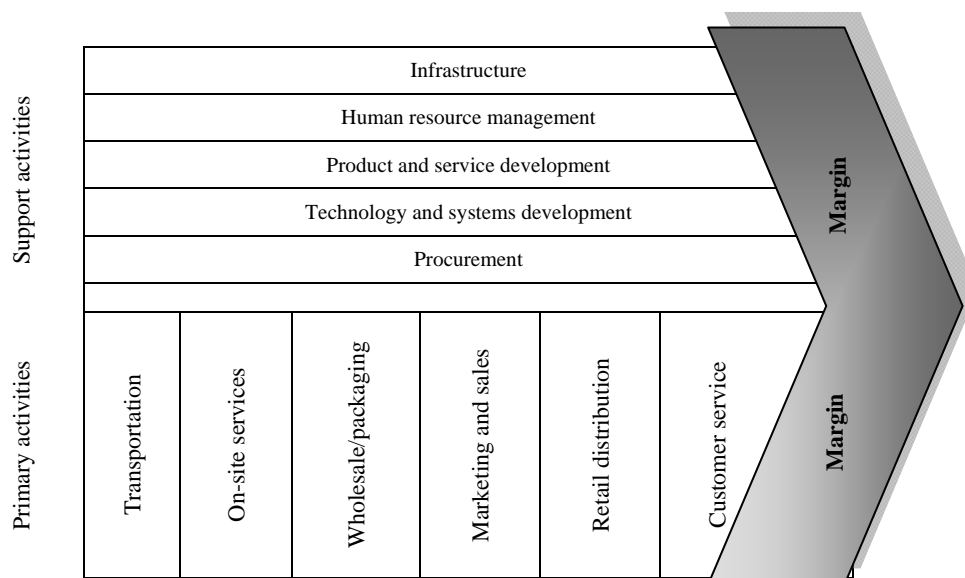 Support activities
Infrastructure
Human resource management
Product and service development
Technology and systems development
Procurement
Margin
Primary activities
Transportation
On-site services
Wholesale/packaging
Marketing and sales
Retail distribution
Customer service
Margin